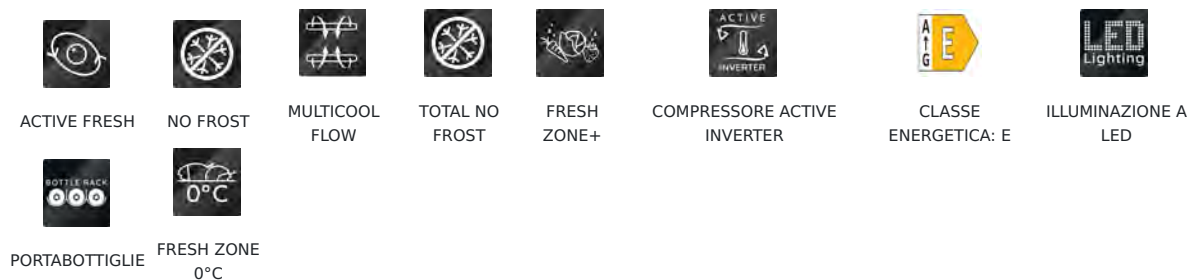 ACTIVE
INVERTER
A
G
E
LED
Lighting
ACTIVE FRESH
NO FROST
MULTICOOL
FLOW
TOTAL NO
FROST
FRESH
ZONE+
COMPRESSORE ACTIVE
INVERTER
CLASSE
ENERGETICA: E
ILLUMINAZIONE A
LED
BOTTLE RACK
0°C
PORTABOTTIGLIE
FRESH ZONE
0°C